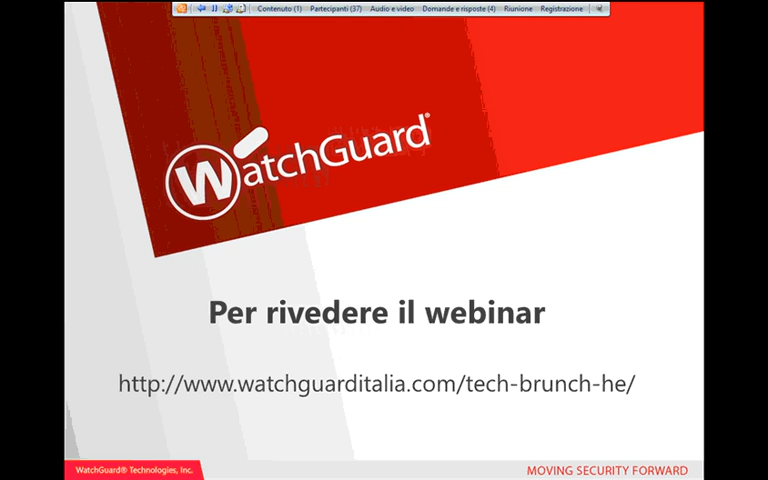 Contenuto (1) Partecipanti (37) Audio e video Domande e risposte (4) Riunione Registrazione
WatchGuard®
Per rivedere il webinar
http://www.watchguarditalia.com/tech-brunch-he/
WatchGuard® Technologies, Inc.
MOVING SECURITY FORWARD